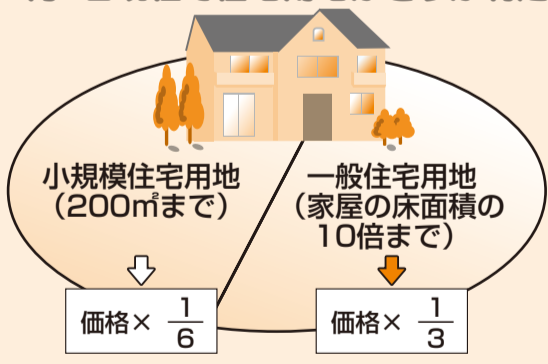 小規模住宅用地
（200㎡まで）
一般住宅用地
（家屋の床面積の
10倍まで）
価格× 1/6
価格× 1/3